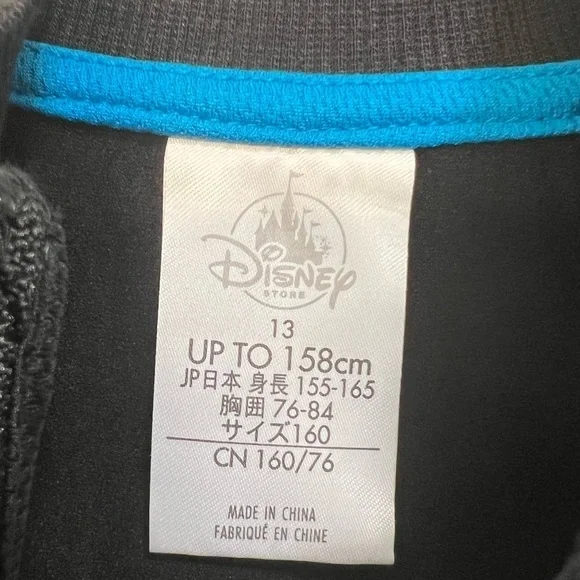 Disney
STORE
13
UP TO 158cm
JP日本 身長 155-165
胸囲 76-84
サイズ160
CN 160/76
MADE IN CHINA
FABRIQUÉ EN CHINE